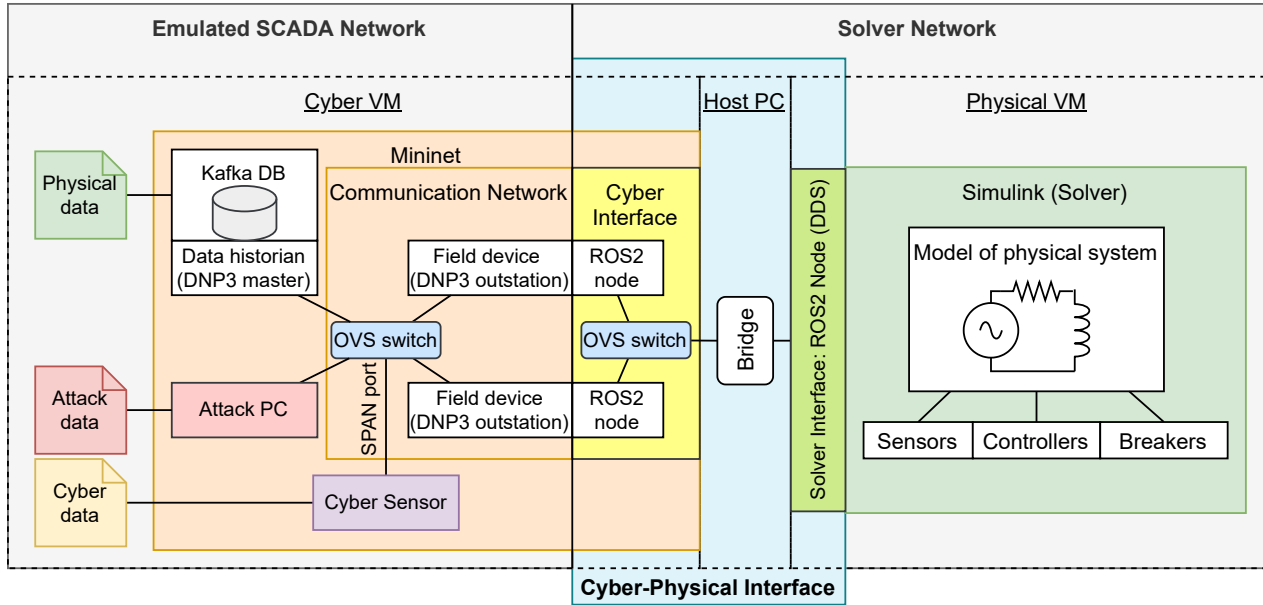 Emulated SCADA Network
Solver Network
Cyber VM
Host PC
Physical VM
Mininet
Physical
data
Kafka DB
Data historian
(DNP3 master)
Communication Network
Cyber
Interface
Field device
(DNP3 outstation)
ROS2
node
OVS switch
OVS switch
Bridge
Solver Interface: ROS2 Node (DDS)
Simulink (Solver)
Model of physical system
Attack
data
Attack PC
SPAN port
Field device
(DNP3 outstation)
ROS2
node
Sensors
Controllers
Breakers
Cyber
data
Cyber Sensor
Cyber-Physical Interface